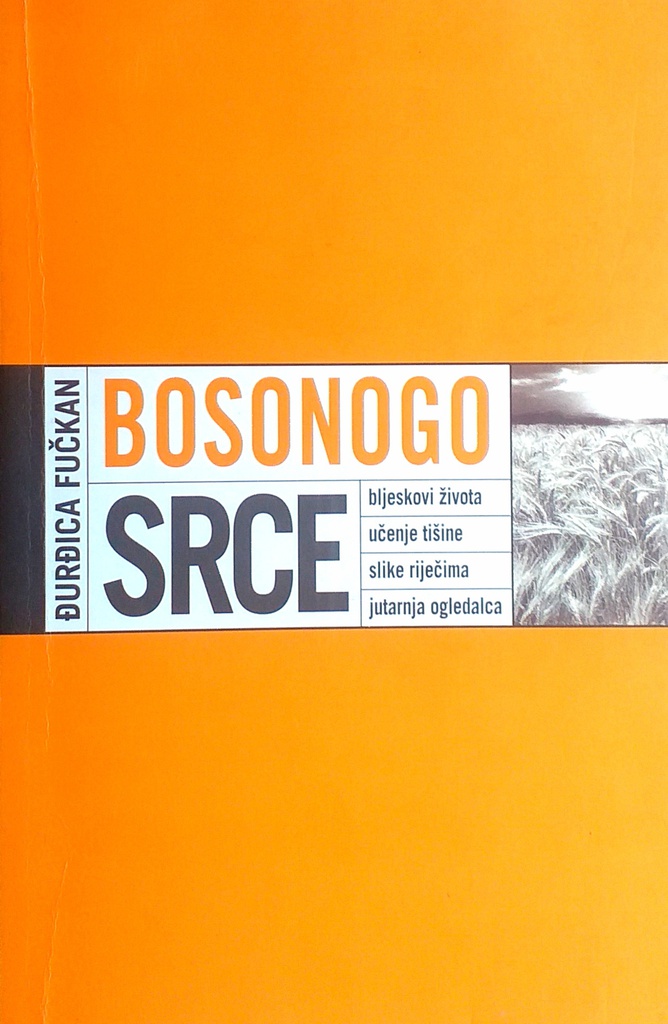 ĐURĐICA FUČKAN
BOSONOGO
SRCE
bljeskovi života
učenje tišine
slike riječima
jutarnja ogledalca